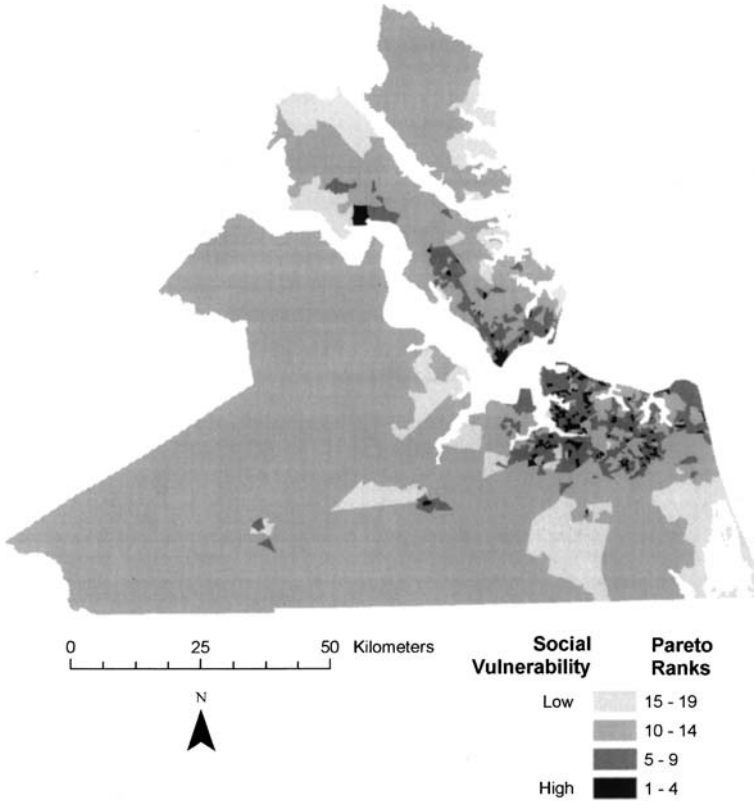 0 25 50 Kilometers
N
Social Pareto
Vulnerability Ranks
Low 15 - 19
10 - 14
5 - 9
High 1 - 4